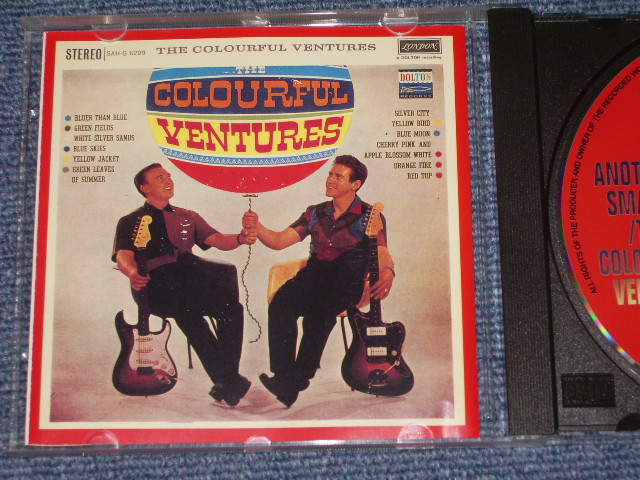 STEREO SAH-G 6209 THE COLOURFUL VENTURES LONDON
A DOLTON RECORDING
THE
COLOURFUL
VENTURES
DOLTON
RECORDS
BLUER THAN BLUE
GREEN FIELDS
WHITE SILVER SANDS
BLUE SKIES
YELLOW JACKET
GREEN LEAVES
OF SUMMER
SILVER CITY
YELLOW BIRD
BLUE MOON
CHERRY PINK AND
APPLE BLOSSOM WHITE
ORANGE FIRE
RED TOP
ALL RIGHTS OF THE PRODUCER AND OWNER OF THE RECORDED
ANOT
SMA
/T
COLO
VE